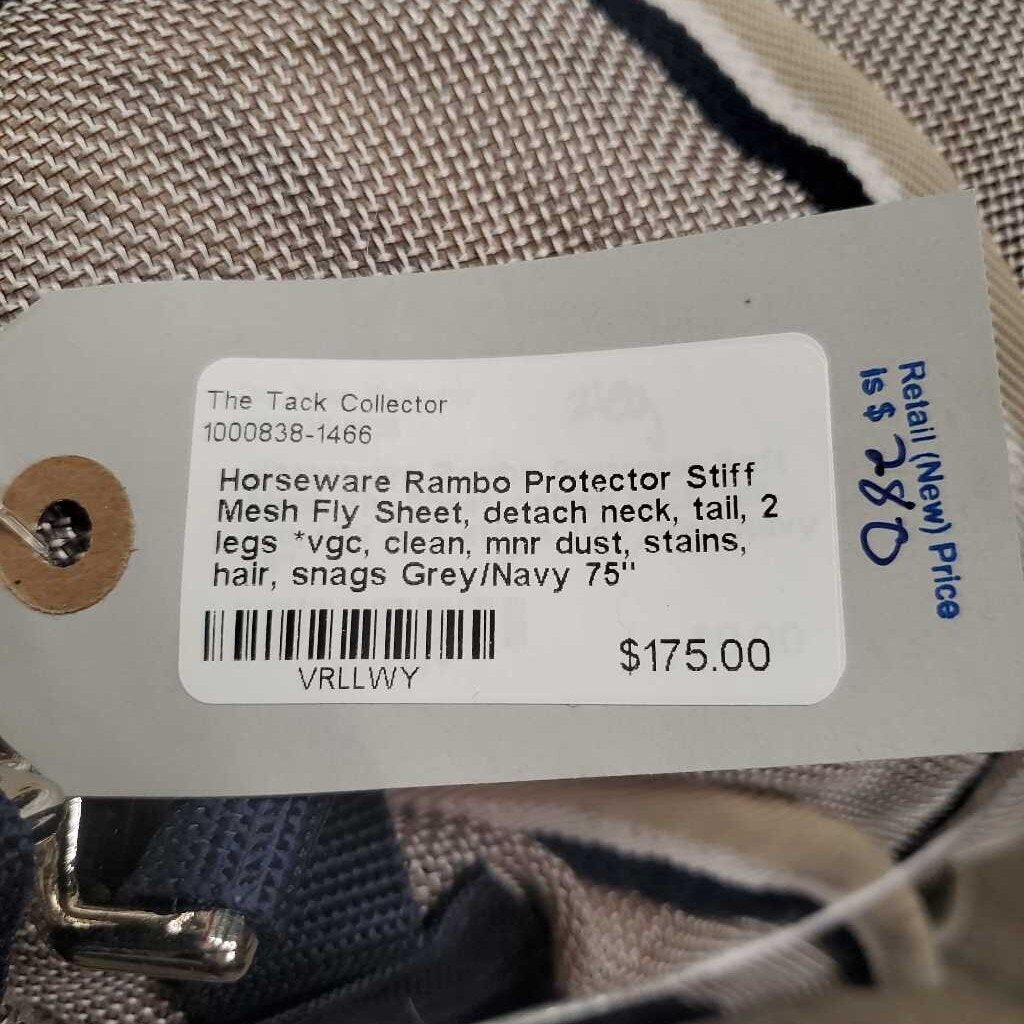 The Tack Collector
1000838-1466
Horseware Rambo Protector Stiff
Mesh Fly Sheet, detach neck, tail, 2
legs *vgc, clean, mnr dust, stains,
hair, snags Grey/Navy 75"
VRLLWY
$175.00
Retail (New) Price
is $ 280